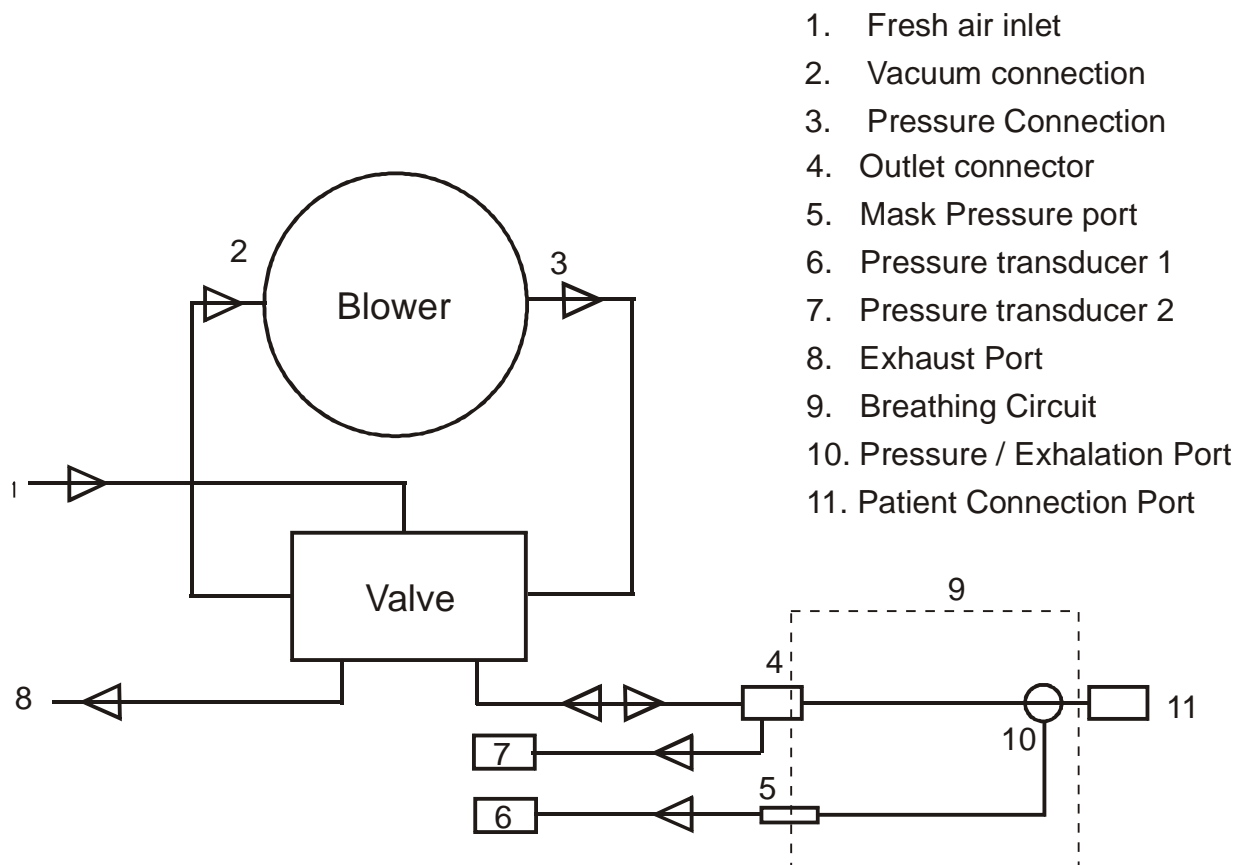 1. Fresh air inlet
2. Vacuum connection
3. Pressure Connection
4. Outlet connector
5. Mask Pressure port
6. Pressure transducer 1
7. Pressure transducer 2
8. Exhaust Port
9. Breathing Circuit
10. Pressure / Exhalation Port
11. Patient Connection Port
2
3
Blower
1
Valve
9
4
8
11
10
7
5
6